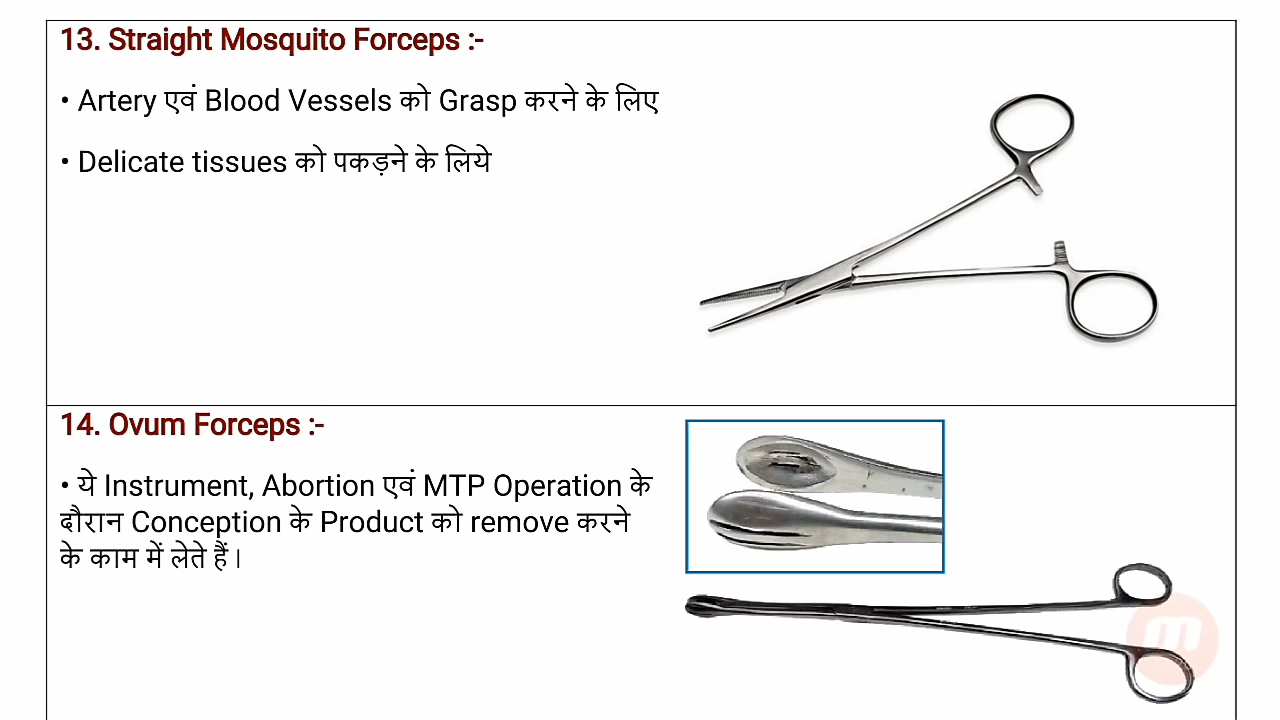 13. Straight Mosquito Forceps :-
• Artery एवं Blood Vessels को Grasp करने के लिए
• Delicate tissues को पकड़ने के लिये
14. Ovum Forceps :-
• ये Instrument, Abortion एवं MTP Operation के
दौरान Conception के Product को remove करने
के काम में लेते हैं।